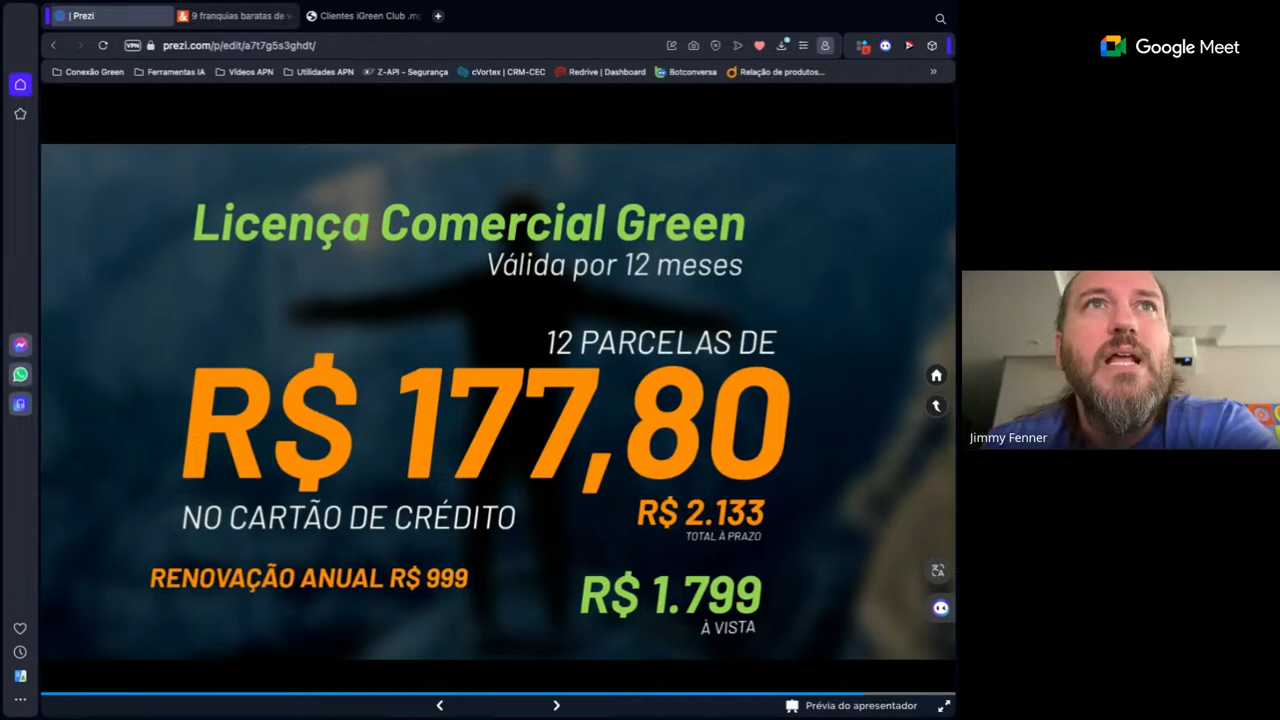 | Prezi
9 franquias baratas de v
Clientes iGreen Club .mp
VPN
prezi.com/p/edit/a7t7g5s3ghdt/
Conexão Green
Ferramentas IA
Vídeos APN
Utilidades APN
Z-API - Segurança
cVortex | CRM-CEC
Redrive | Dashboard
Botconversa
Relação de produtos...
Google Meet
Licença Comercial Green
Válida por 12 meses
12 PARCELAS DE
R$ 177,80
NO CARTÃO DE CRÉDITO
R$ 2.133
TOTAL À PRAZO
RENOVAÇÃO ANUAL R$ 999
R$ 1.799
À VISTA
Jimmy Fenner
Prévia do apresentador